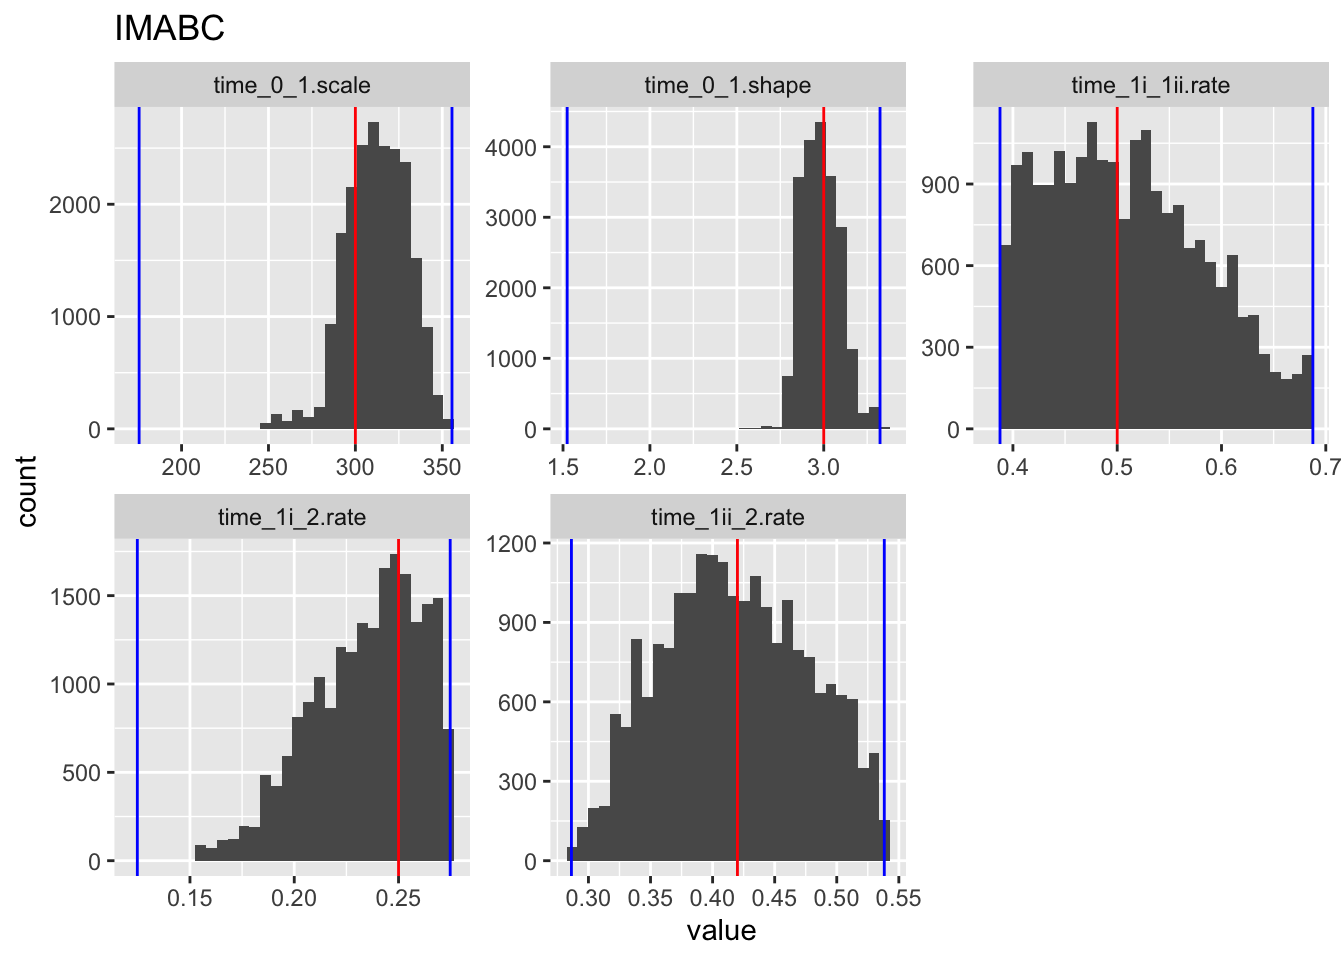 IMABC
time_0_1.scale
time_0_1.shape
time_1i_1ii.rate
2000
1000
0
4000
3000
2000
1000
0
900
600
300
0
200 250 300 350
1.5 2.0 2.5 3.0
0.4 0.5 0.6 0.7
count
time_1i_2.rate
time_1ii_2.rate
1500
1000
500
0
1200
900
600
300
0
0.15 0.20 0.25
0.30 0.35 0.40 0.45 0.50 0.55
value